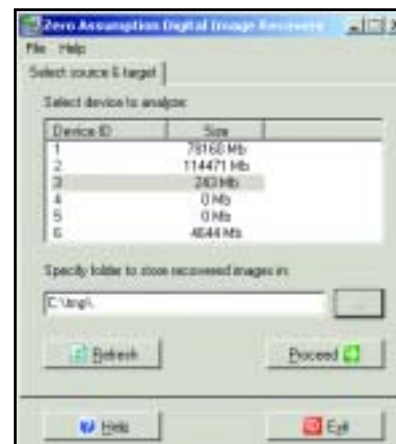 Zero Assumption Digital Image Recovery
File Help
Select source & target
Select device to analyze:
Device ID Size
1 78160 Mb
2 114471 Mb
3 243 Mb
4 0 Mb
5 0 Mb
6 4644 Mb
Specify folder to store recovered images in:
C:\tmp\ ...
Refresh Proceed
Help Exit